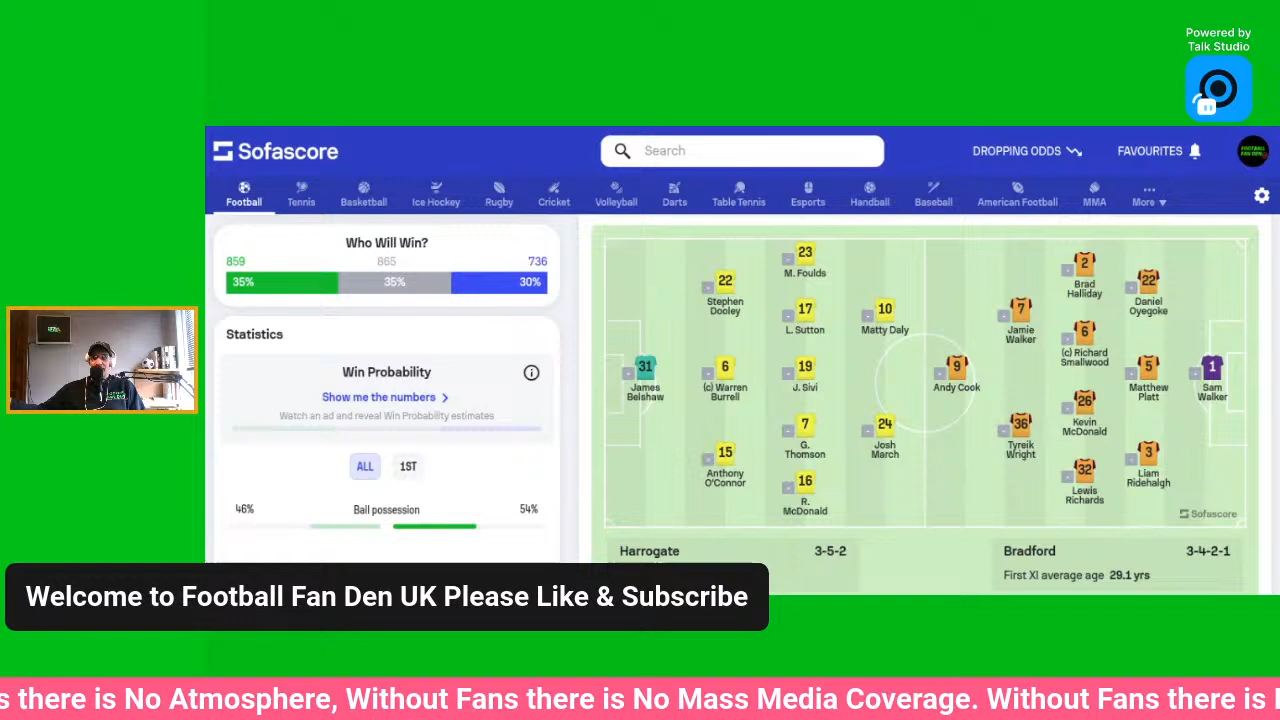 Powered by
Talk Studio
Sofascore
Search
DROPPING ODDS
FAVOURITES
FOOTBALL
FAN DEN
Football
Tennis
Basketball
Ice Hockey
Rugby
Cricket
Volleyball
Darts
Table Tennis
Esports
Handball
Baseball
American Football
MMA
More
Who Will Win?
859
865
736
35%
35%
30%
Statistics
Win Probability
Show me the numbers
Watch an ad and reveal Win Probability estimates
ALL
1ST
46%
Ball possession
54%
31
James
Belshaw
22
Stephen
Dooley
6
(c) Warren
Burrell
15
Anthony
O'Connor
23
M. Foulds
17
L. Sutton
19
J. Sivi
7
G.
Thomson
16
R.
McDonald
10
Matty Daly
24
Josh
March
9
Andy Cook
7
Jamie
Walker
36
Tyreik
Wright
2
Brad
Halliday
6
(c) Richard
Smallwood
26
Kevin
McDonald
32
Lewis
Richards
22
Daniel
Oyegoke
5
Matthew
Platt
3
Liam
Ridehalgh
1
Sam
Walker
Sofascore
Harrogate
3-5-2
Bradford
3-4-2-1
First XI average age 29.1 yrs
Welcome to Football Fan Den UK Please Like & Subscribe
s there is No Atmosphere, Without Fans there is No Mass Media Coverage. Without Fans there is